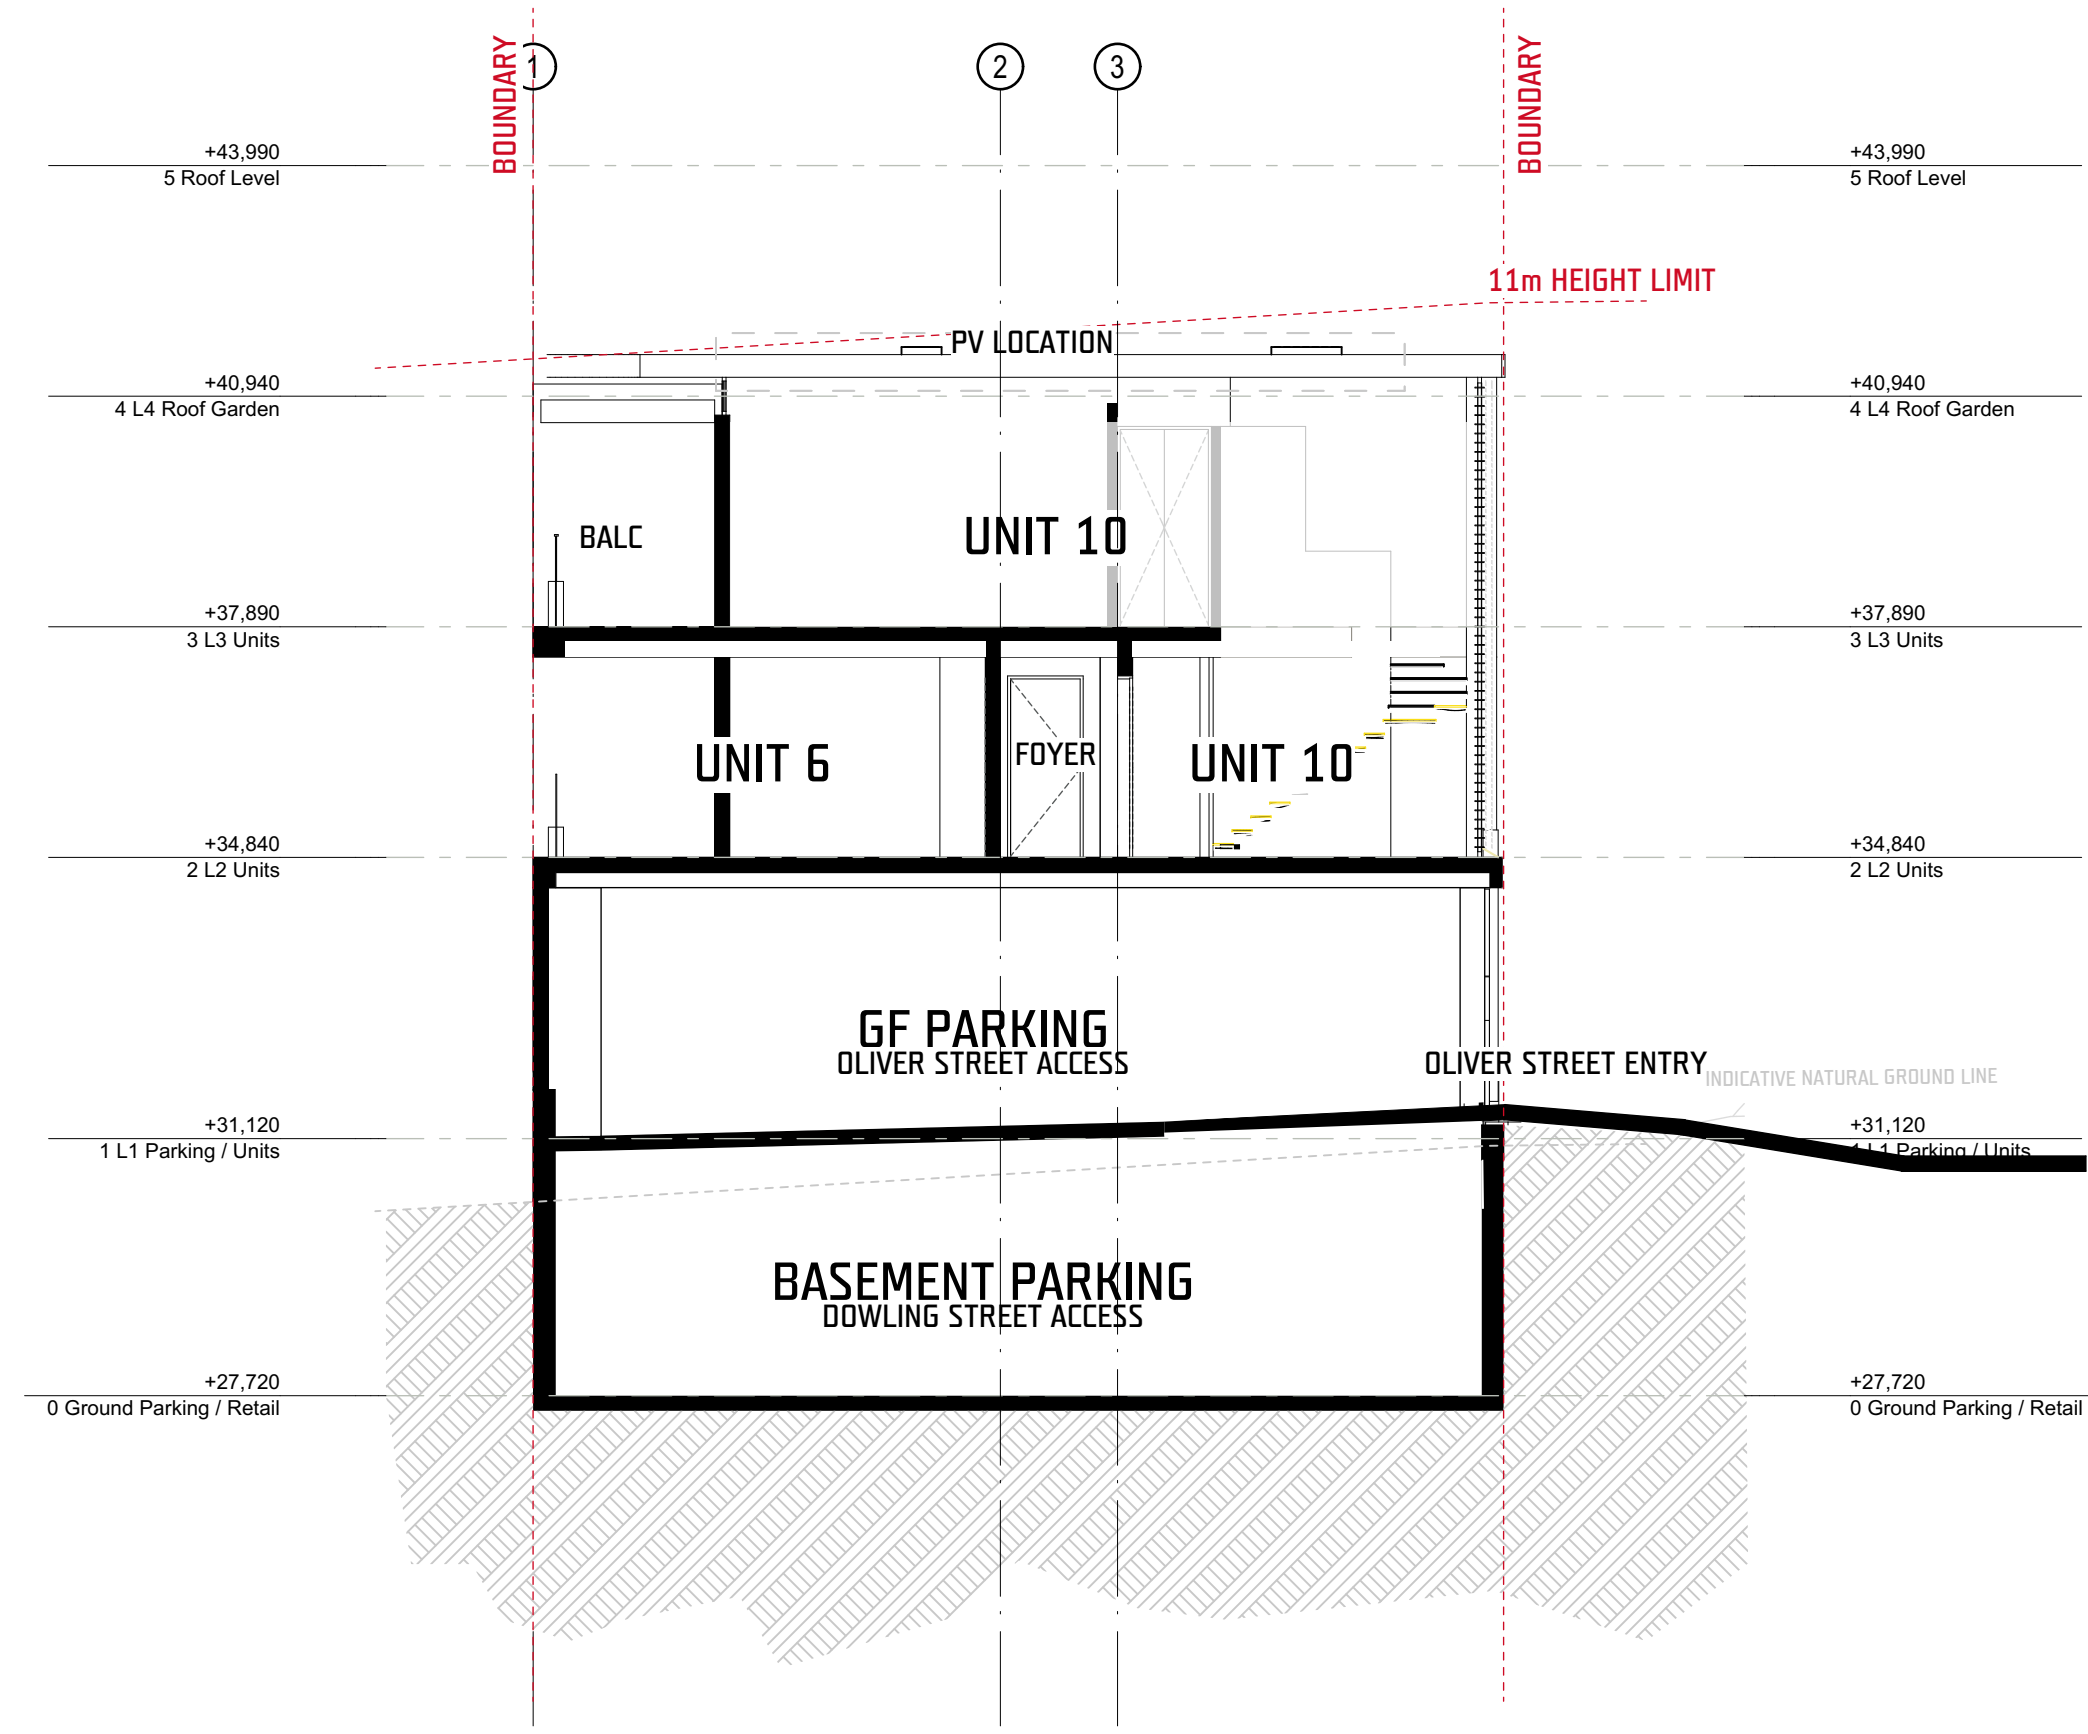 BOUNDARY
1
2
3
BOUNDARY
+43,990
5 Roof Level
+43,990
5 Roof Level
11m HEIGHT LIMIT
PV LOCATION
+40,940
4 L4 Roof Garden
+40,940
4 L4 Roof Garden
BALC
UNIT 10
+37,890
3 L3 Units
+37,890
3 L3 Units
UNIT 6
FOYER
UNIT 10
+34,840
2 L2 Units
+34,840
2 L2 Units
GF PARKING
OLIVER STREET ACCESS
OLIVER STREET ENTRY
INDICATIVE NATURAL GROUND LINE
+31,120
1 L1 Parking / Units
+31,120
1 L1 Parking / Units
BASEMENT PARKING
DOWLING STREET ACCESS
+27,720
0 Ground Parking / Retail
+27,720
0 Ground Parking / Retail